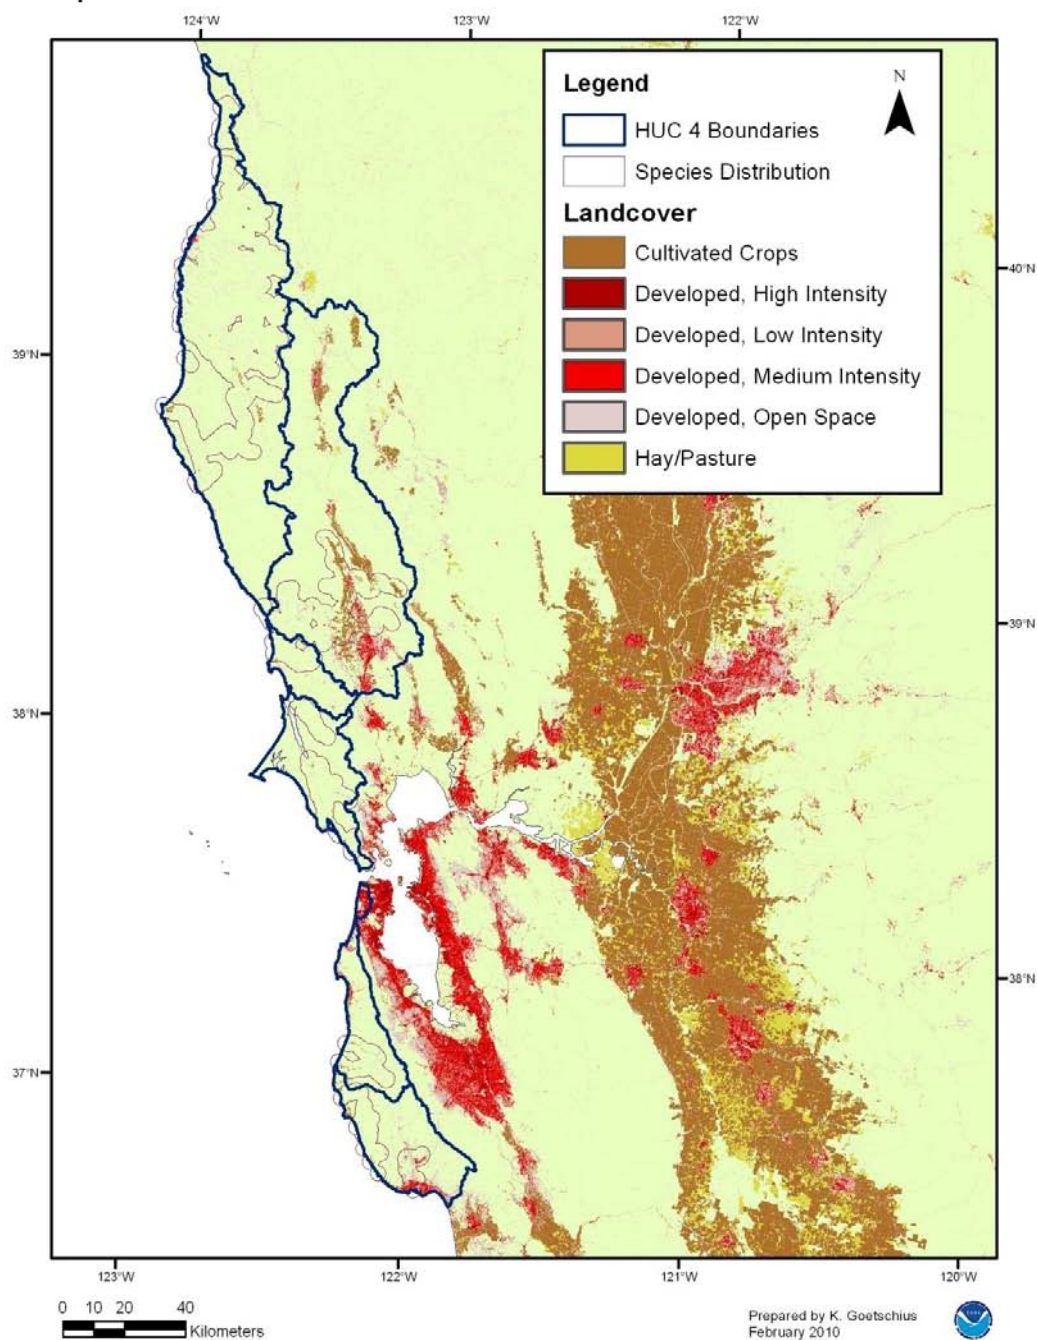 124°W 123°W 122°W
Legend
N
HUC 4 Boundaries
Species Distribution
Landcover
Cultivated Crops
Developed, High Intensity
Developed, Low Intensity
Developed, Medium Intensity
Developed, Open Space
Hay/Pasture
40°N
39°N
39°N
38°N
38°N
37°N
123°W 122°W 121°W 120°W
0 10 20 40
Kilometers
Prepared by K. Goetschius
February 2010